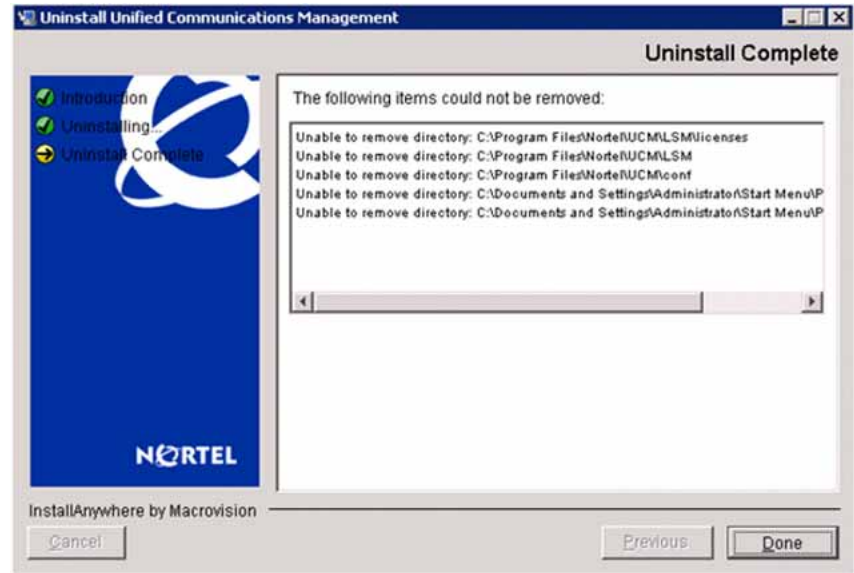 Uninstall Unified Communications Management
Uninstall Complete
Introduction
Uninstalling...
Uninstall Complete
The following items could not be removed:
Unable to remove directory: C:\Program Files\Nortel\UCM\LSM\licenses
Unable to remove directory: C:\Program Files\Nortel\UCM\LSM
Unable to remove directory: C:\Program Files\Nortel\UCM\conf
Unable to remove directory: C:\Documents and Settings\Administrator\Start Menu\P
Unable to remove directory: C:\Documents and Settings\Administrator\Start Menu\P
NORTEL
InstallAnywhere by Macrovision
Cancel
Previous
Done